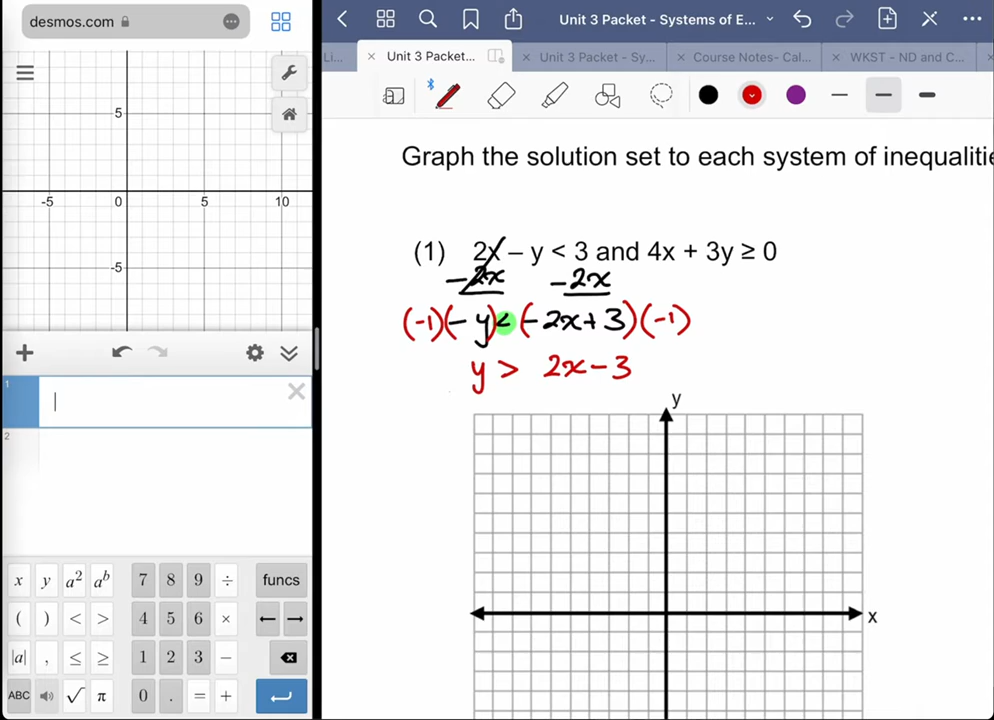 desmos.com
Unit 3 Packet - Systems of E...
Li...
Unit 3 Packet...
Unit 3 Packet - Sy...
Course Notes- Cal...
WKST - ND and C...
Graph the solution set to each system of inequalitie
(1) 2x – y < 3 and 4x + 3y ≥ 0
-2x -2x
(-1)(-y)<(-2x+3)(-1)
y > 2x-3
y
x
5
-5 0 5 10
-5
1
2
x y a² aᵇ 7 8 9 ÷ funcs
( ) < > 4 5 6 × ← →
|a| , ≤ ≥ 1 2 3 −
ABC √ π 0 . = +